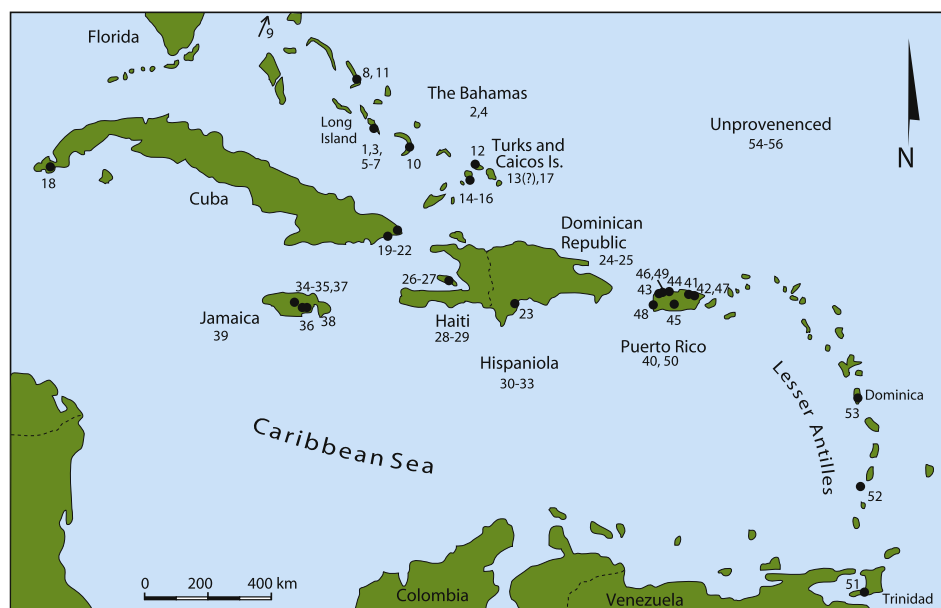 Florida
9
8, 11
The Bahamas
2,4
Long
Island
1,3,
5-7
10
12
Turks and
Caicos Is.
13(?),17
14-16
Unprovenenced
54-56
N
18
Cuba
19-22
Dominican
Republic
24-25
26-27
23
Haiti
28-29
Hispaniola
30-33
34-35,37
36
38
Jamaica
39
46,49
44
41
43
42,47
48
45
Puerto Rico
40, 50
Lesser Antilles
Dominica
53
52
Caribbean Sea
51
Trinidad
0 200 400 km
Colombia
Venezuela